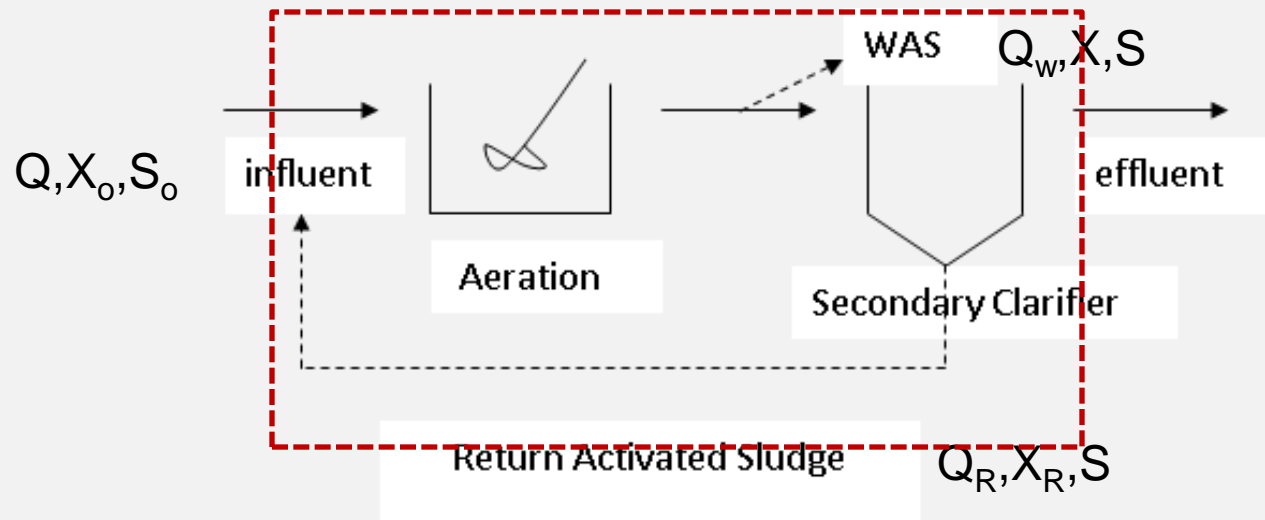 WAS
Q_w,X,S
Q,X_o,S_o
influent
effluent
Aeration
Secondary Clarifier
Return Activated Sludge
Q_R,X_R,S